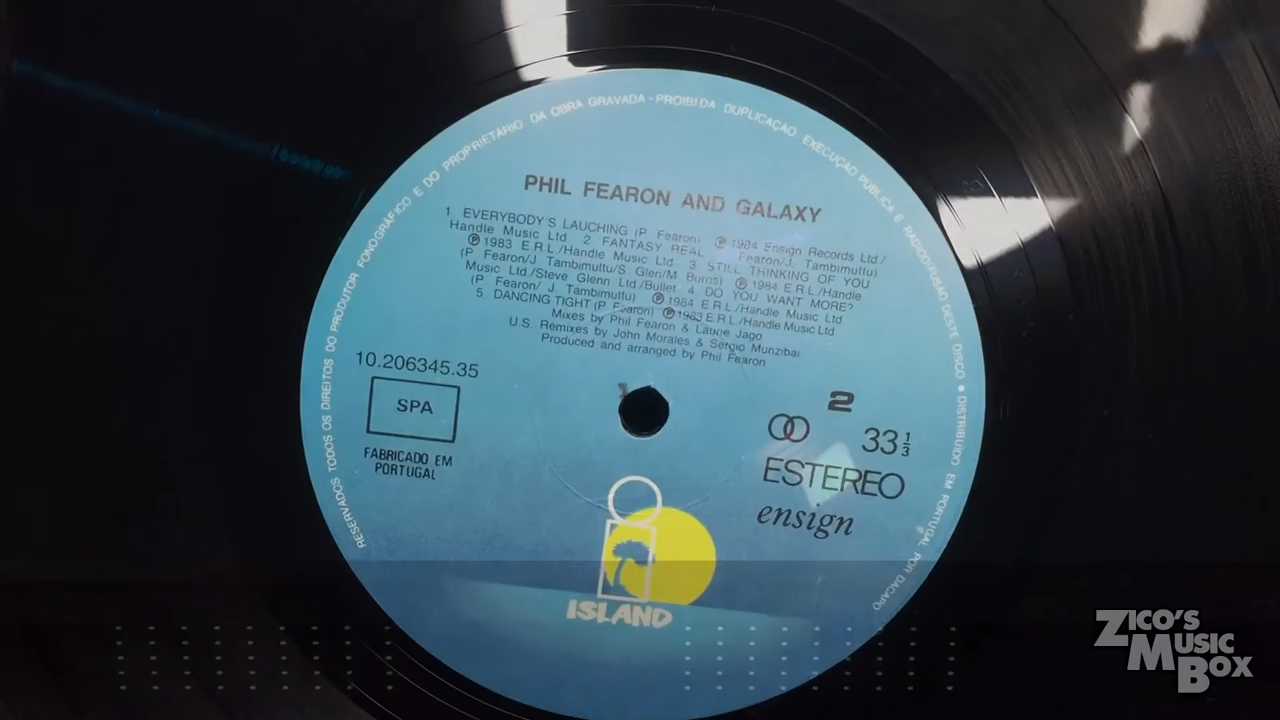 RESERVADOS TODOS OS DIREITOS DO PRODUTOR FONOGRÁFICO E DO PROPRIETÁRIO DA OBRA GRAVADA - PROIBIDA DUPLICAÇÃO EXECUÇÃO PÚBLICA E RADIODIFUSÃO DESTE DISCO • DISTRIBUIDO EM PORTUGAL POR DACAPO
PHIL FEARON AND GALAXY
1 EVERYBODY'S LAUCHING (P Fearon) ℗ 1984 Ensign Records Ltd./
Handle Music Ltd. 2 FANTASY REAL Fearon/J. Tambimuttu)
℗ 1983 E.R.L/Handle Music Ltd. 3 STILL THINKING OF YOU
(P Fearon/J Tambimuttu/S Glen/M Burns) ℗ 1984 E.R.L/Handle
Music Ltd/Steve Glenn Ltd/Bullet 4 DO YOU WANT MORE?
(P Fearon/ J. Tambimuttu) ℗ 1984 E.R.L/Handle Music Ltd
5 DANCING TIGHT (P Fearon) ℗ 1983 E.R.L/Handle Music Ltd
Mixes by Phil Fearon & Laurie Jago
U.S. Remixes by John Morales & Sergio Munzibai
Produced and arranged by Phil Fearon
10.206345.35
SPA
FABRICADO EM
PORTUGAL
2
33 1/3
ESTEREO
ensign
ISLAND
ZICO'S
MUSIC
BOX